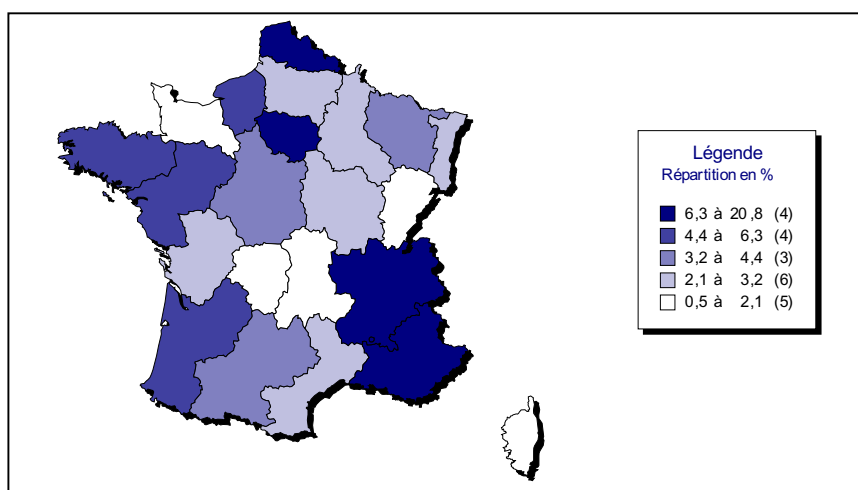 Légende
Répartition en %
6,3 à 20,8 (4)
4,4 à 6,3 (4)
3,2 à 4,4 (3)
2,1 à 3,2 (6)
0,5 à 2,1 (5)